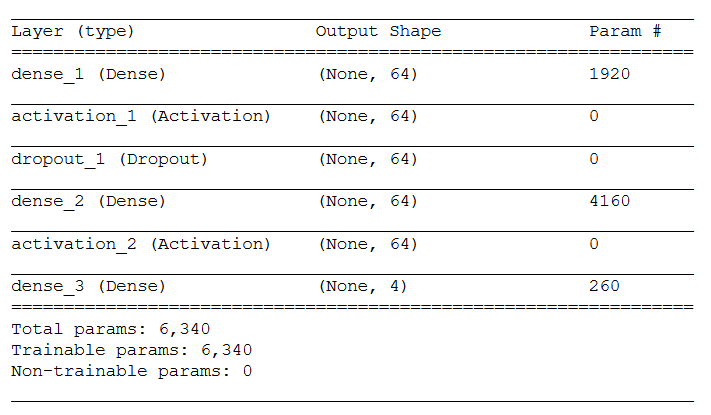 Layer (type) Output Shape Param #
=================================================================
dense_1 (Dense) (None, 64) 1920
activation_1 (Activation) (None, 64) 0
dropout_1 (Dropout) (None, 64) 0
dense_2 (Dense) (None, 64) 4160
activation_2 (Activation) (None, 64) 0
dense_3 (Dense) (None, 4) 260
=================================================================
Total params: 6,340
Trainable params: 6,340
Non-trainable params: 0